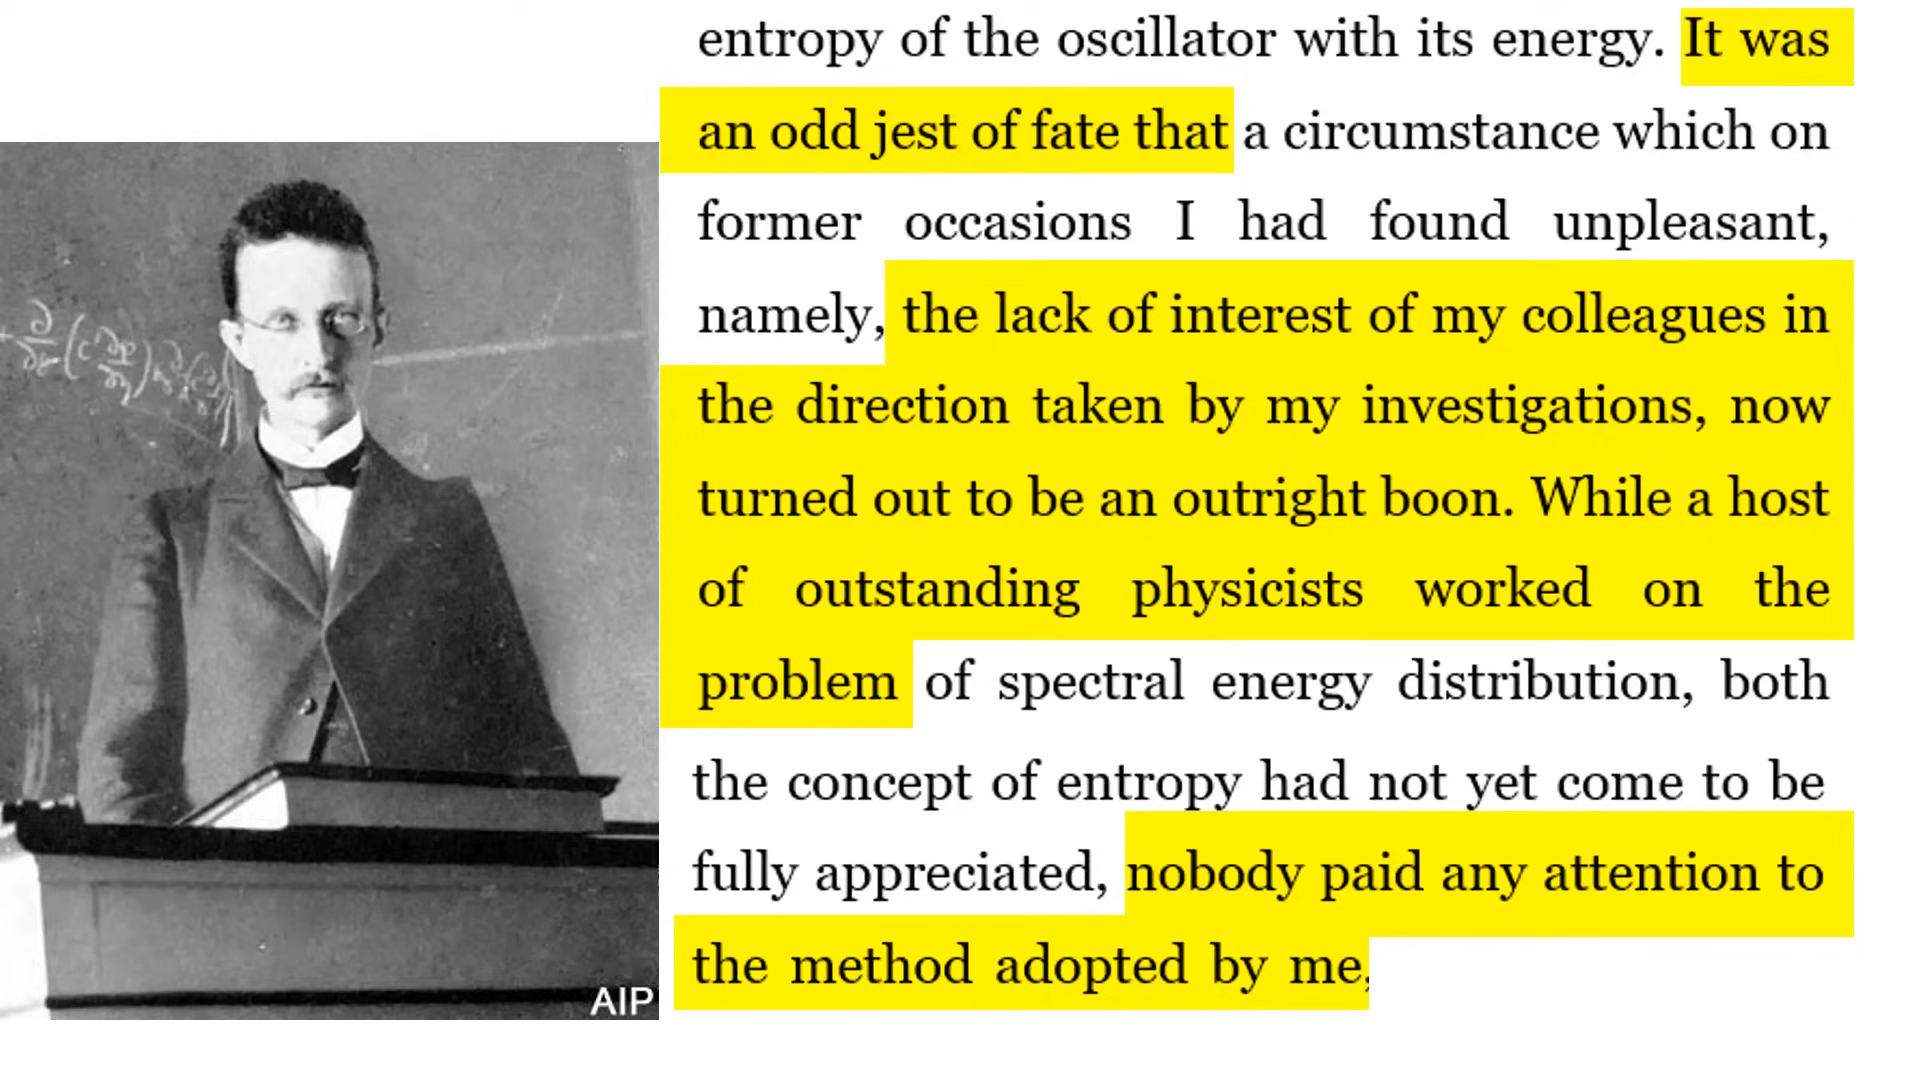 entropy of the oscillator with its energy. It was
an odd jest of fate that a circumstance which on
former occasions I had found unpleasant,
namely, the lack of interest of my colleagues in
the direction taken by my investigations, now
turned out to be an outright boon. While a host
of outstanding physicists worked on the
problem of spectral energy distribution, both
the concept of entropy had not yet come to be
fully appreciated, nobody paid any attention to
the method adopted by me,
AIP